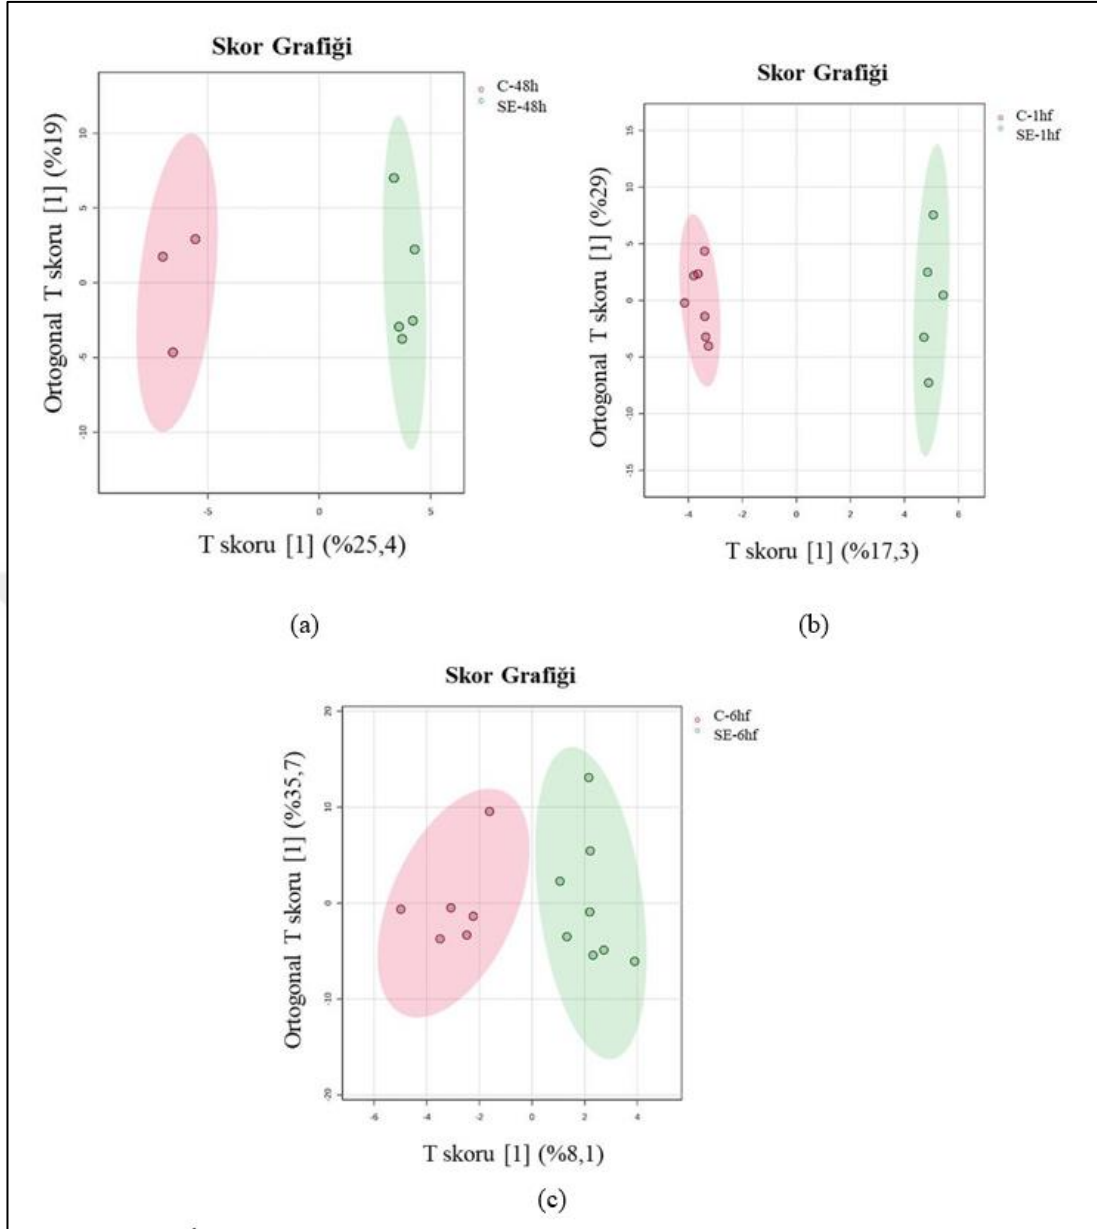 Skor Grafiği
C-48h
SE-48h
Ortogonal T skoru [1] (%19)
10
5
0
-5
-10
-5
0
5
T skoru [1] (%25,4)
(a)
Skor Grafiği
C-1hf
SE-1hf
Ortogonal T skoru [1] (%29)
15
10
5
0
-5
-10
-15
-4
-2
0
2
4
6
T skoru [1] (%17,3)
(b)
Skor Grafiği
C-6hf
SE-6hf
Ortogonal T skoru [1] (%35,7)
20
10
0
-10
-20
-6
-4
-2
0
2
4
T skoru [1] (%8,1)
(c)